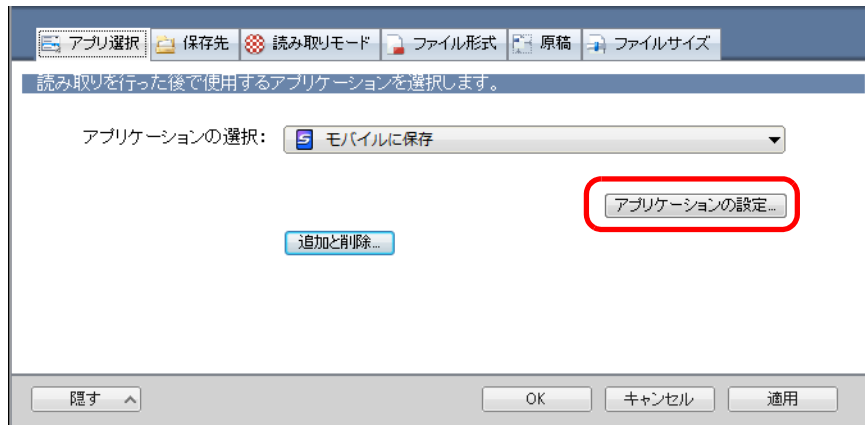 アプリ選択 保存先 読み取りモード ファイル形式 原稿 ファイルサイズ
読み取りを行った後で使用するアプリケーションを選択します。
アプリケーションの選択: モバイルに保存
アプリケーションの設定...
追加と削除...
隠す OK キャンセル 適用